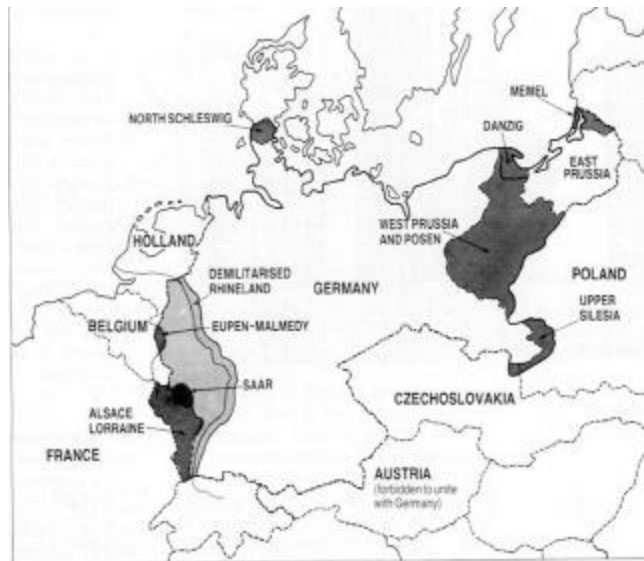 NORTH SCHLESWIG
MEMEL
DANZIG
EAST
PRUSSIA
HOLLAND
WEST PRUSSIA
AND POSEN
DEMILITARISED
RHINELAND
GERMANY
POLAND
BELGIUM
EUPEN-MALMEDY
UPPER
SILESIA
SAAR
CZECHOSLOVAKIA
ALSACE
LORRAINE
FRANCE
AUSTRIA
(forbidden to unite
with Germany)